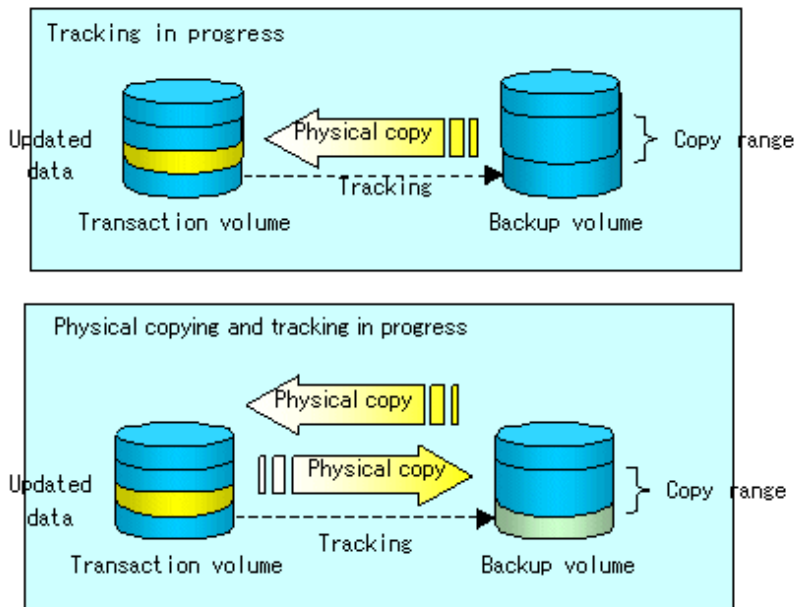 Tracking in progress
Physical copy
Updated
data
Copy range
Tracking
Transaction volume
Backup volume
Physical copying and tracking in progress
Physical copy
Physical copy
Updated
data
Copy range
Tracking
Transaction volume
Backup volume